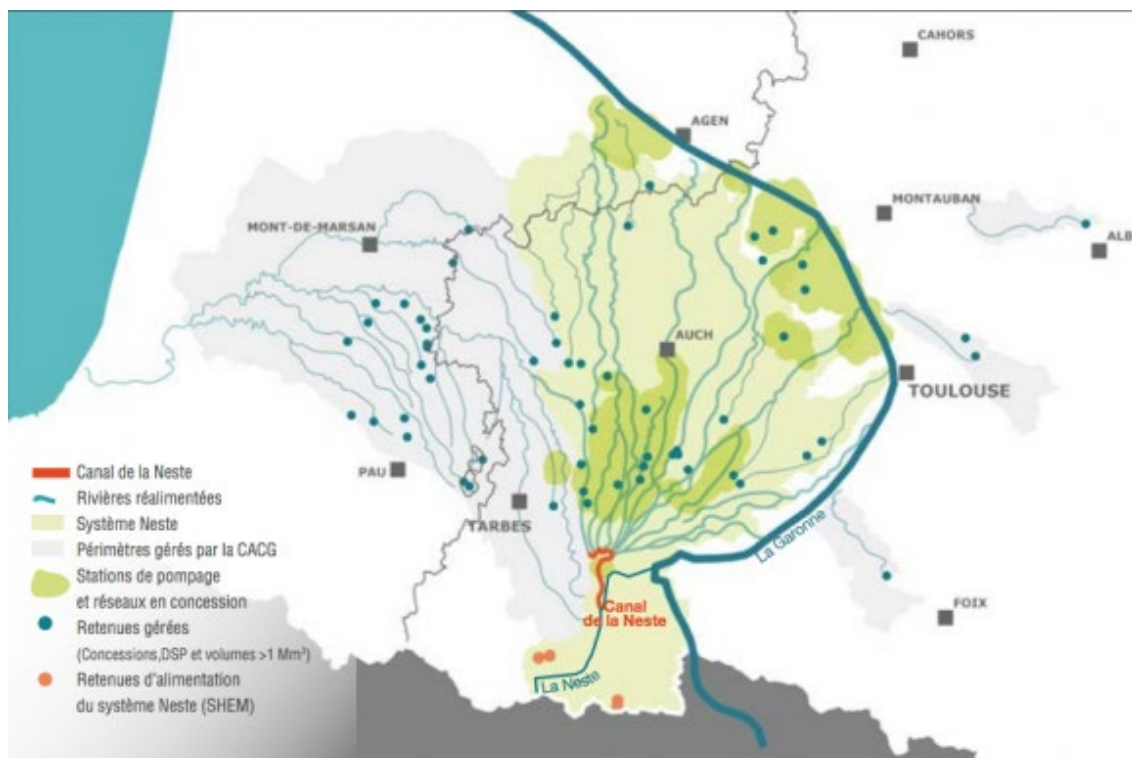 CAHORS
AGEN
MONTAUBAN
ALB
MONT-DE-MARSAN
AUCH
TOULOUSE
PAU
TARBES
La Garonne
FOIX
Canal
de la Neste
La Neste
Canal de la Neste
Rivières réalimentées
Système Neste
Périmètres gérés par la CACG
Stations de pompage
et réseaux en concession
Retenues gérées
(Concessions,DSP et volumes >1 Mm³)
Retenues d'alimentation
du système Neste (SHEM)